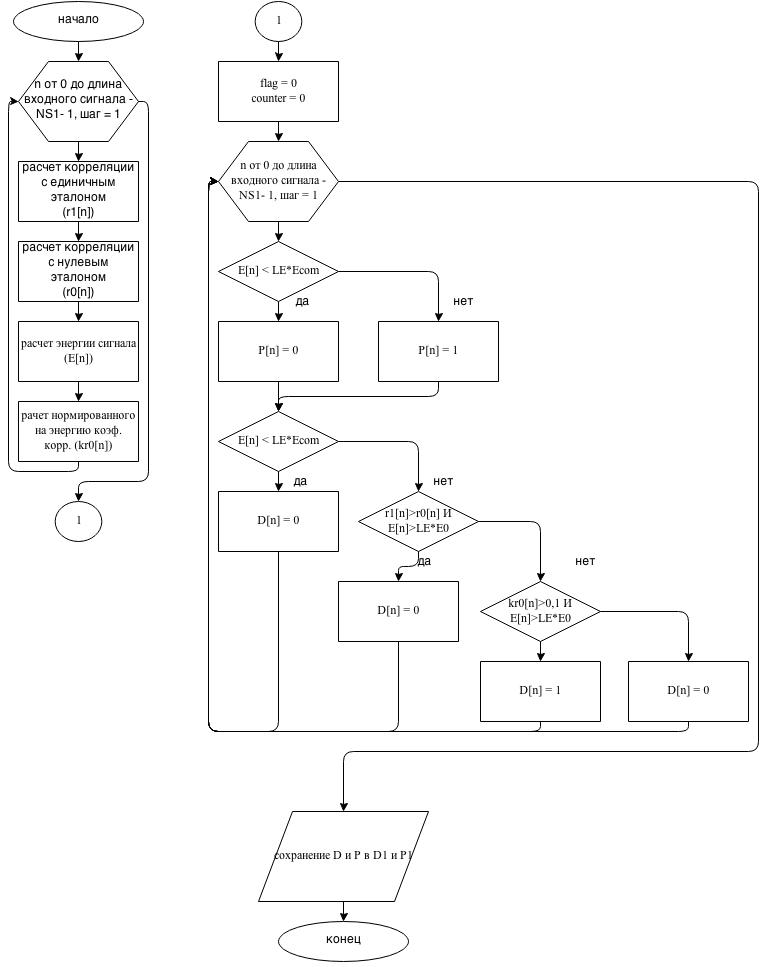 начало
n от 0 до длина
входного сигнала -
NS1- 1, шаг = 1
расчет корреляции
с единичным
эталоном
(r1[n])
расчет корреляции
с нулевым
эталоном
(r0[n])
расчет энергии сигнала
(E[n])
рачет нормированного
на энергию коэф.
корр. (kr0[n])
1
1
flag = 0
counter = 0
n от 0 до длина
входного сигнала -
NS1- 1, шаг = 1
E[n] < LE*Ecom
да
нет
P[n] = 0
P[n] = 1
E[n] < LE*Ecom
да
нет
D[n] = 0
r1[n]>r0[n] И
E[n]>LE*E0
да
нет
D[n] = 0
kr0[n]>0,1 И
E[n]>LE*E0
D[n] = 1
D[n] = 0
сохранение D и P в D1 и P1
конец